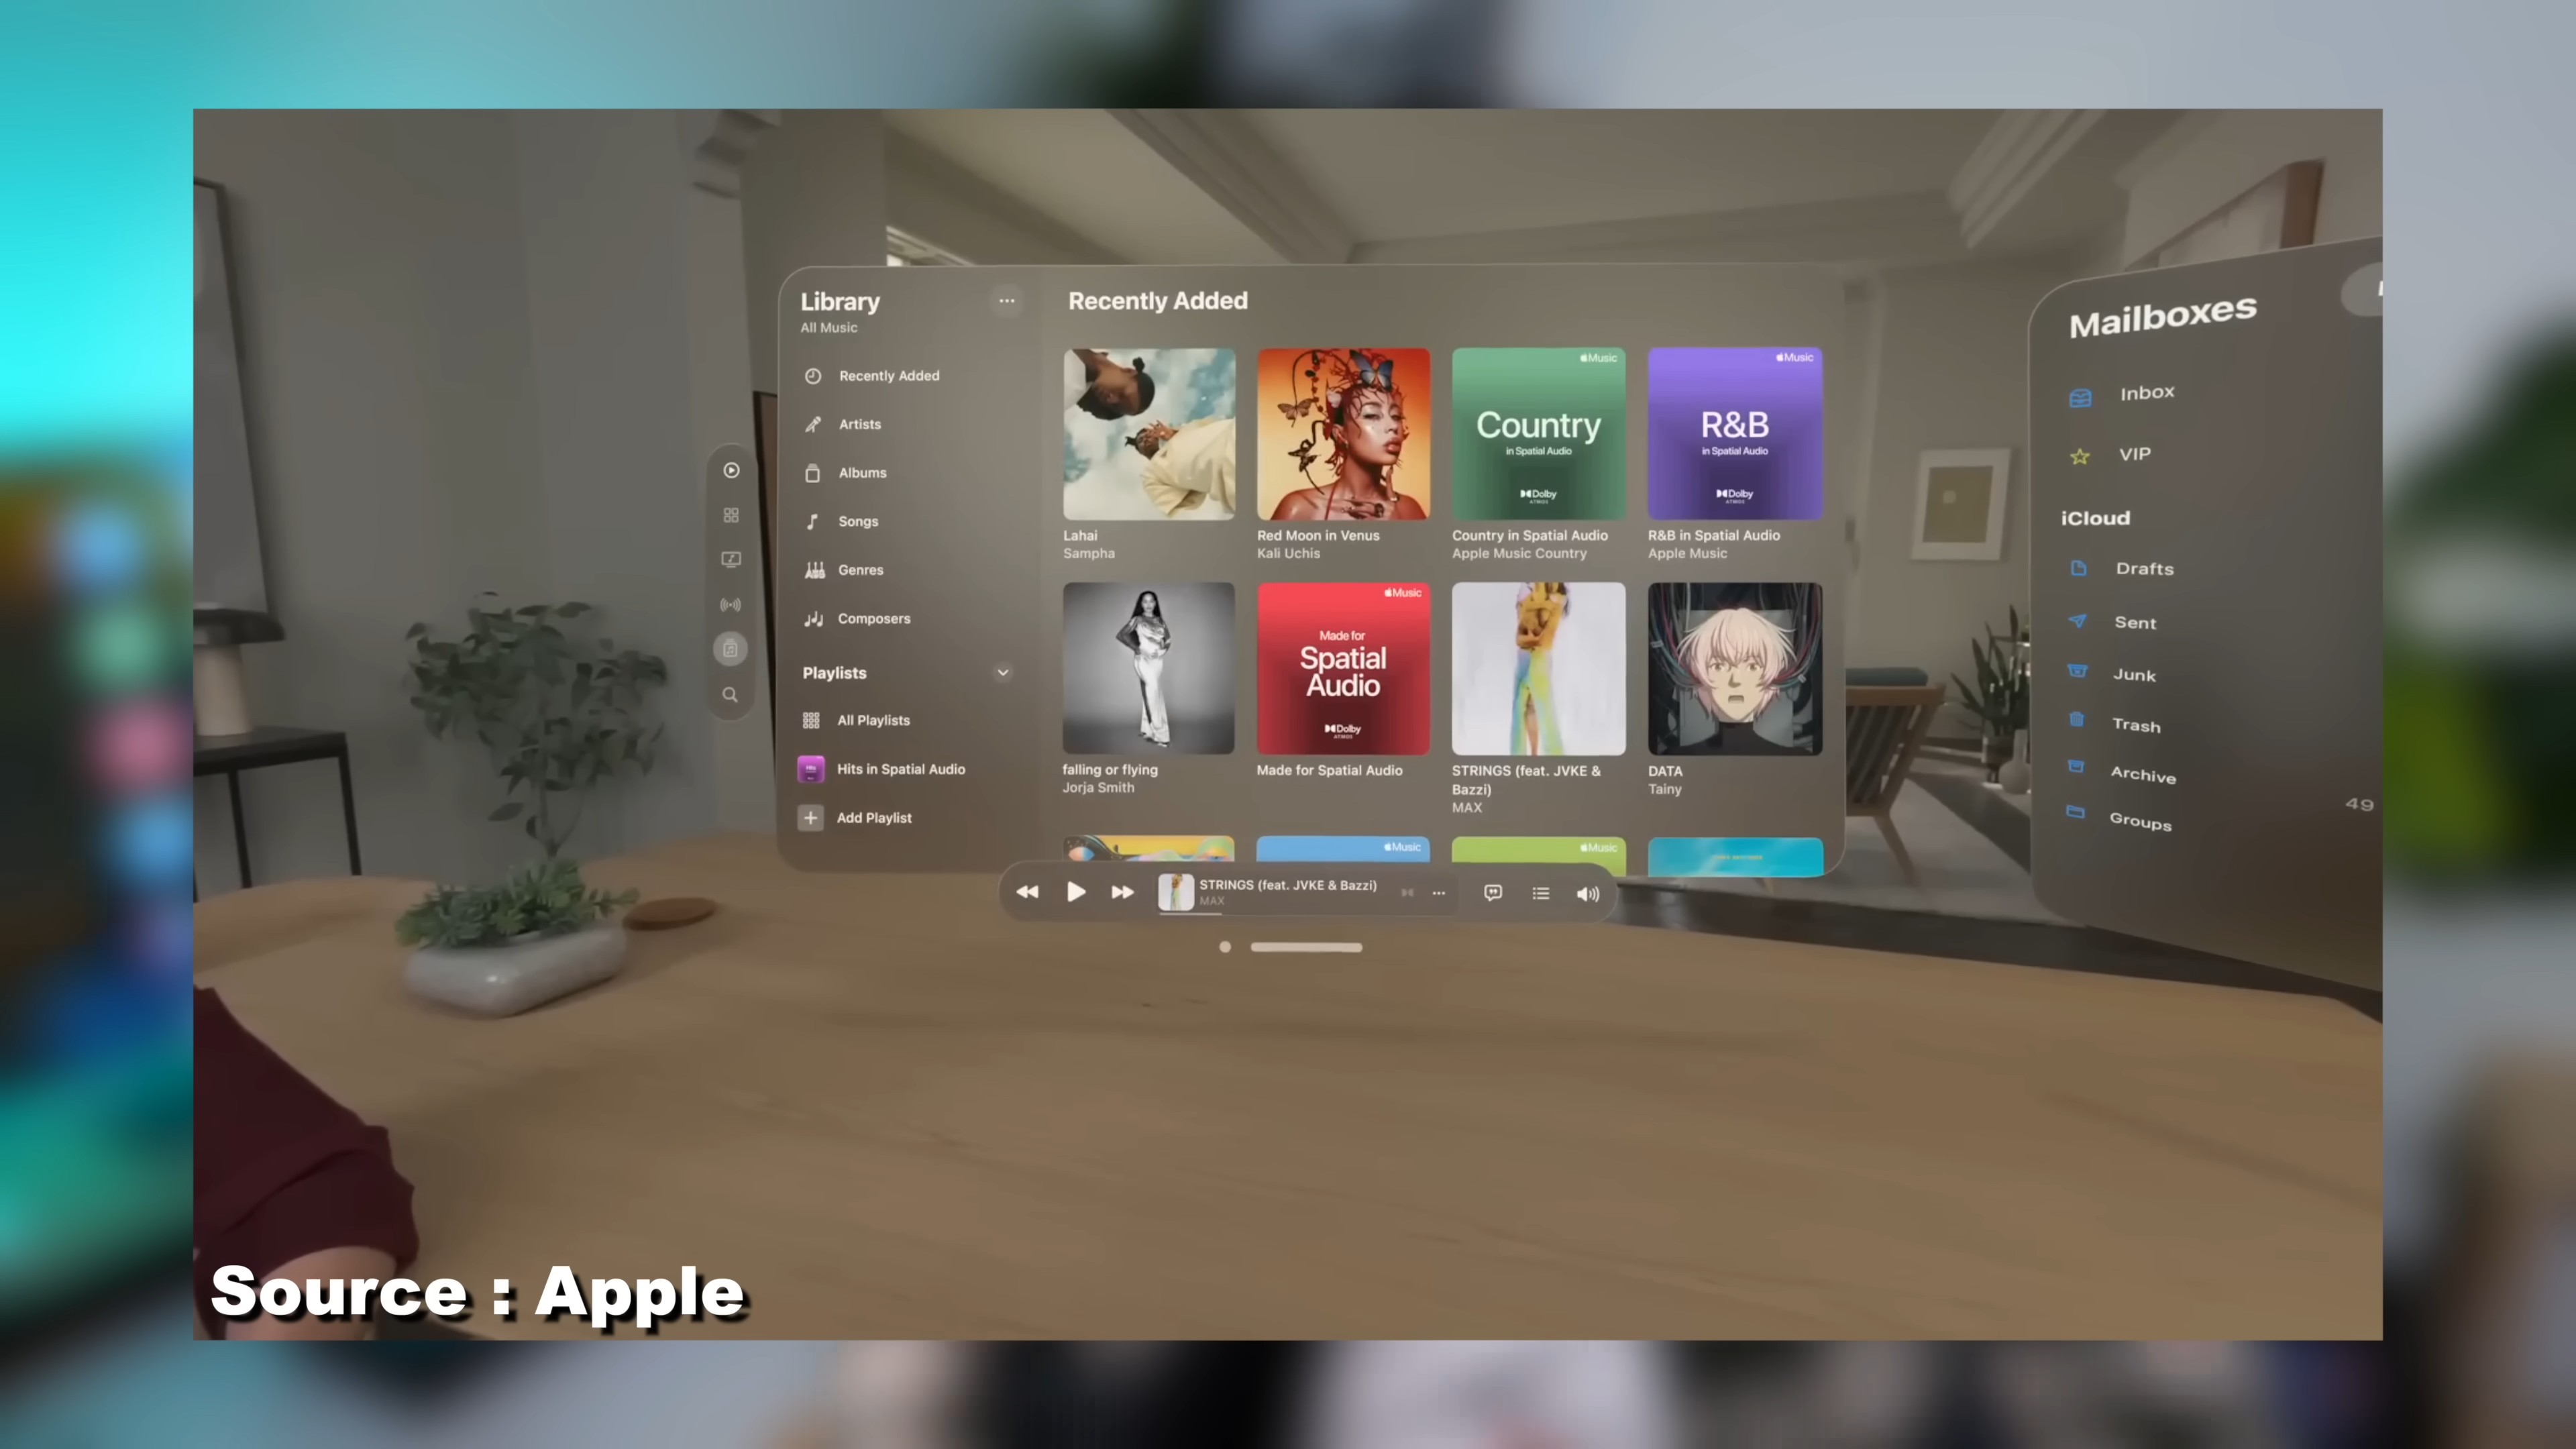 Library
All Music
Recently Added
Artists
Albums
Songs
Genres
Composers
Playlists
All Playlists
Hits in Spatial Audio
Add Playlist
Recently Added
Lahai
Sampha
Red Moon in Venus
Kali Uchis
Music
Country
in Spatial Audio
Dolby
ATMOS
Country in Spatial Audio
Apple Music Country
Music
R&B
in Spatial Audio
Dolby
ATMOS
R&B in Spatial Audio
Apple Music
falling or flying
Jorja Smith
Music
Made for
Spatial
Audio
Dolby
ATMOS
Made for Spatial Audio
STRINGS (feat. JVKE &
Bazzi)
MAX
DATA
Tainy
Music
Music
STRINGS (feat. JVKE & Bazzi)
MAX
Mailboxes
Inbox
VIP
iCloud
Drafts
Sent
Junk
Trash
Archive
49
Groups
Source : Apple